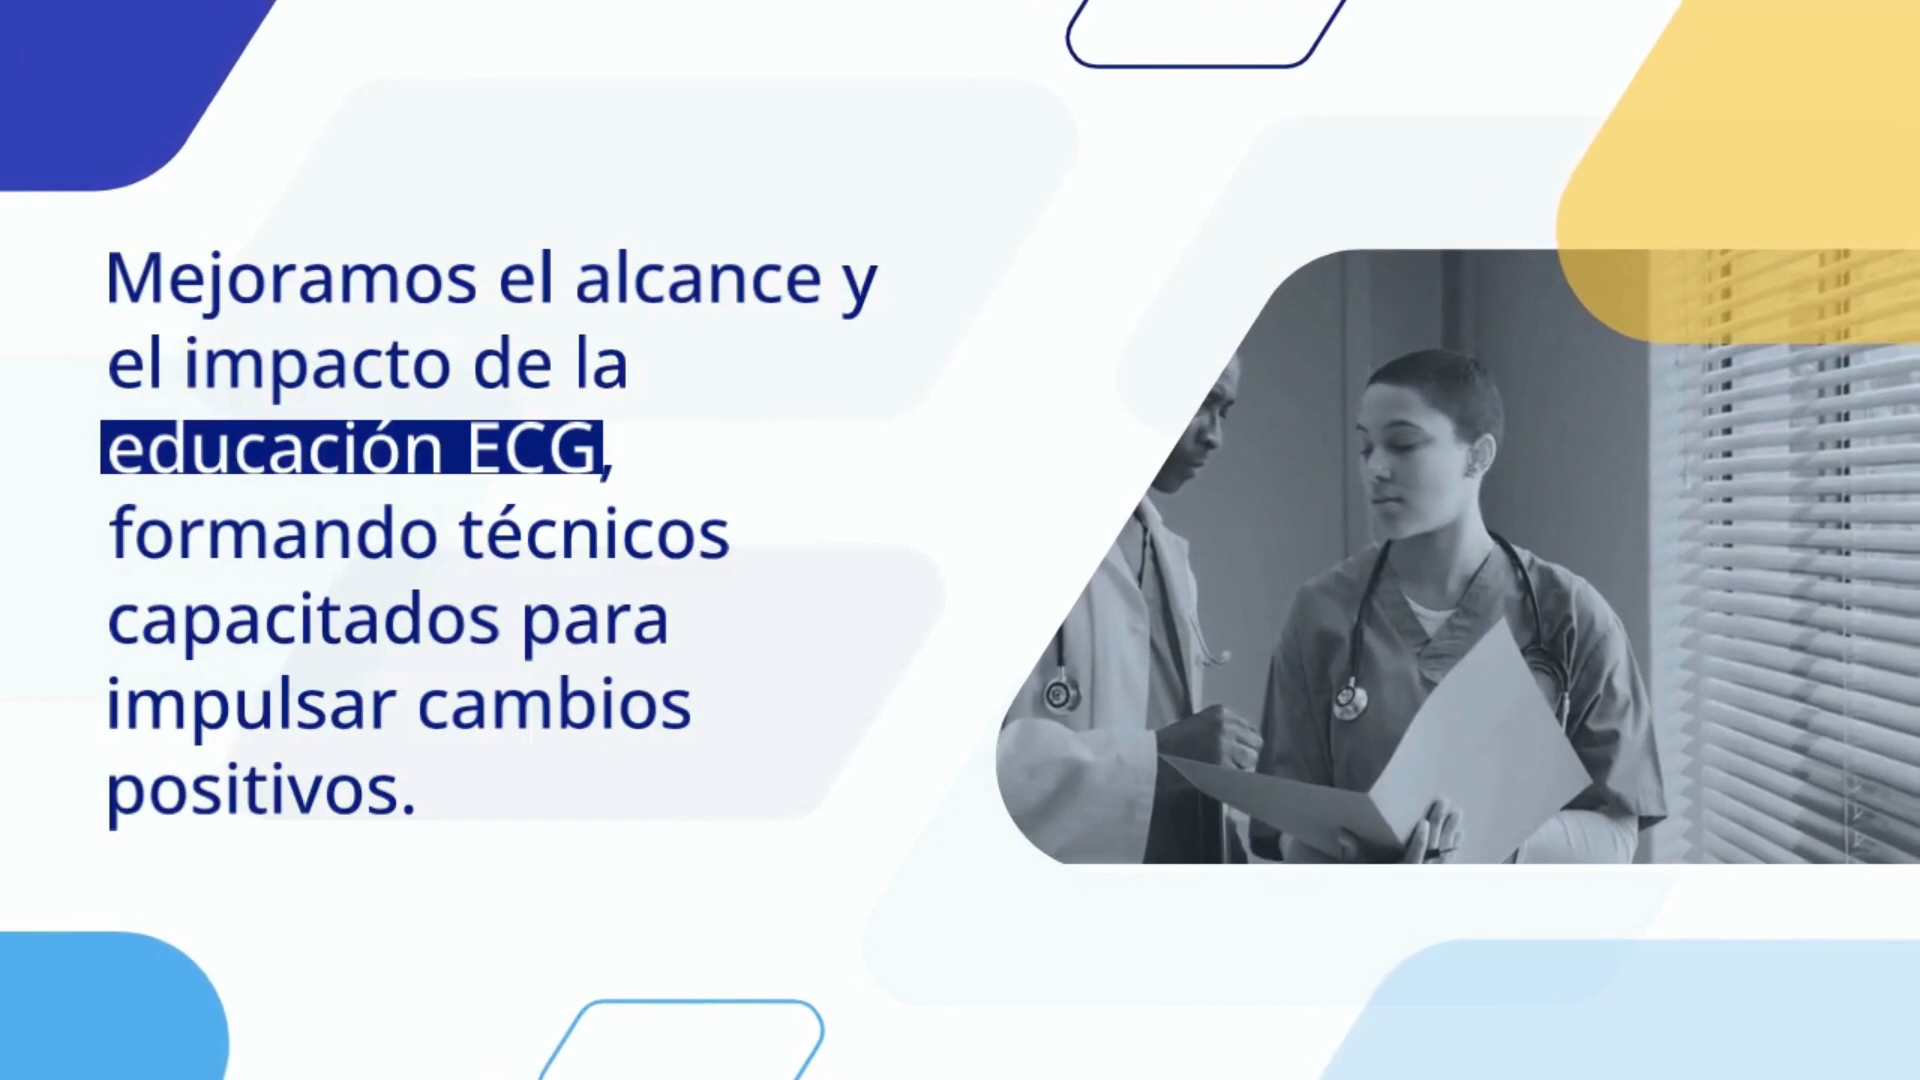 Mejoramos el alcance y
el impacto de la
educación ECG,
formando técnicos
capacitados para
impulsar cambios
positivos.